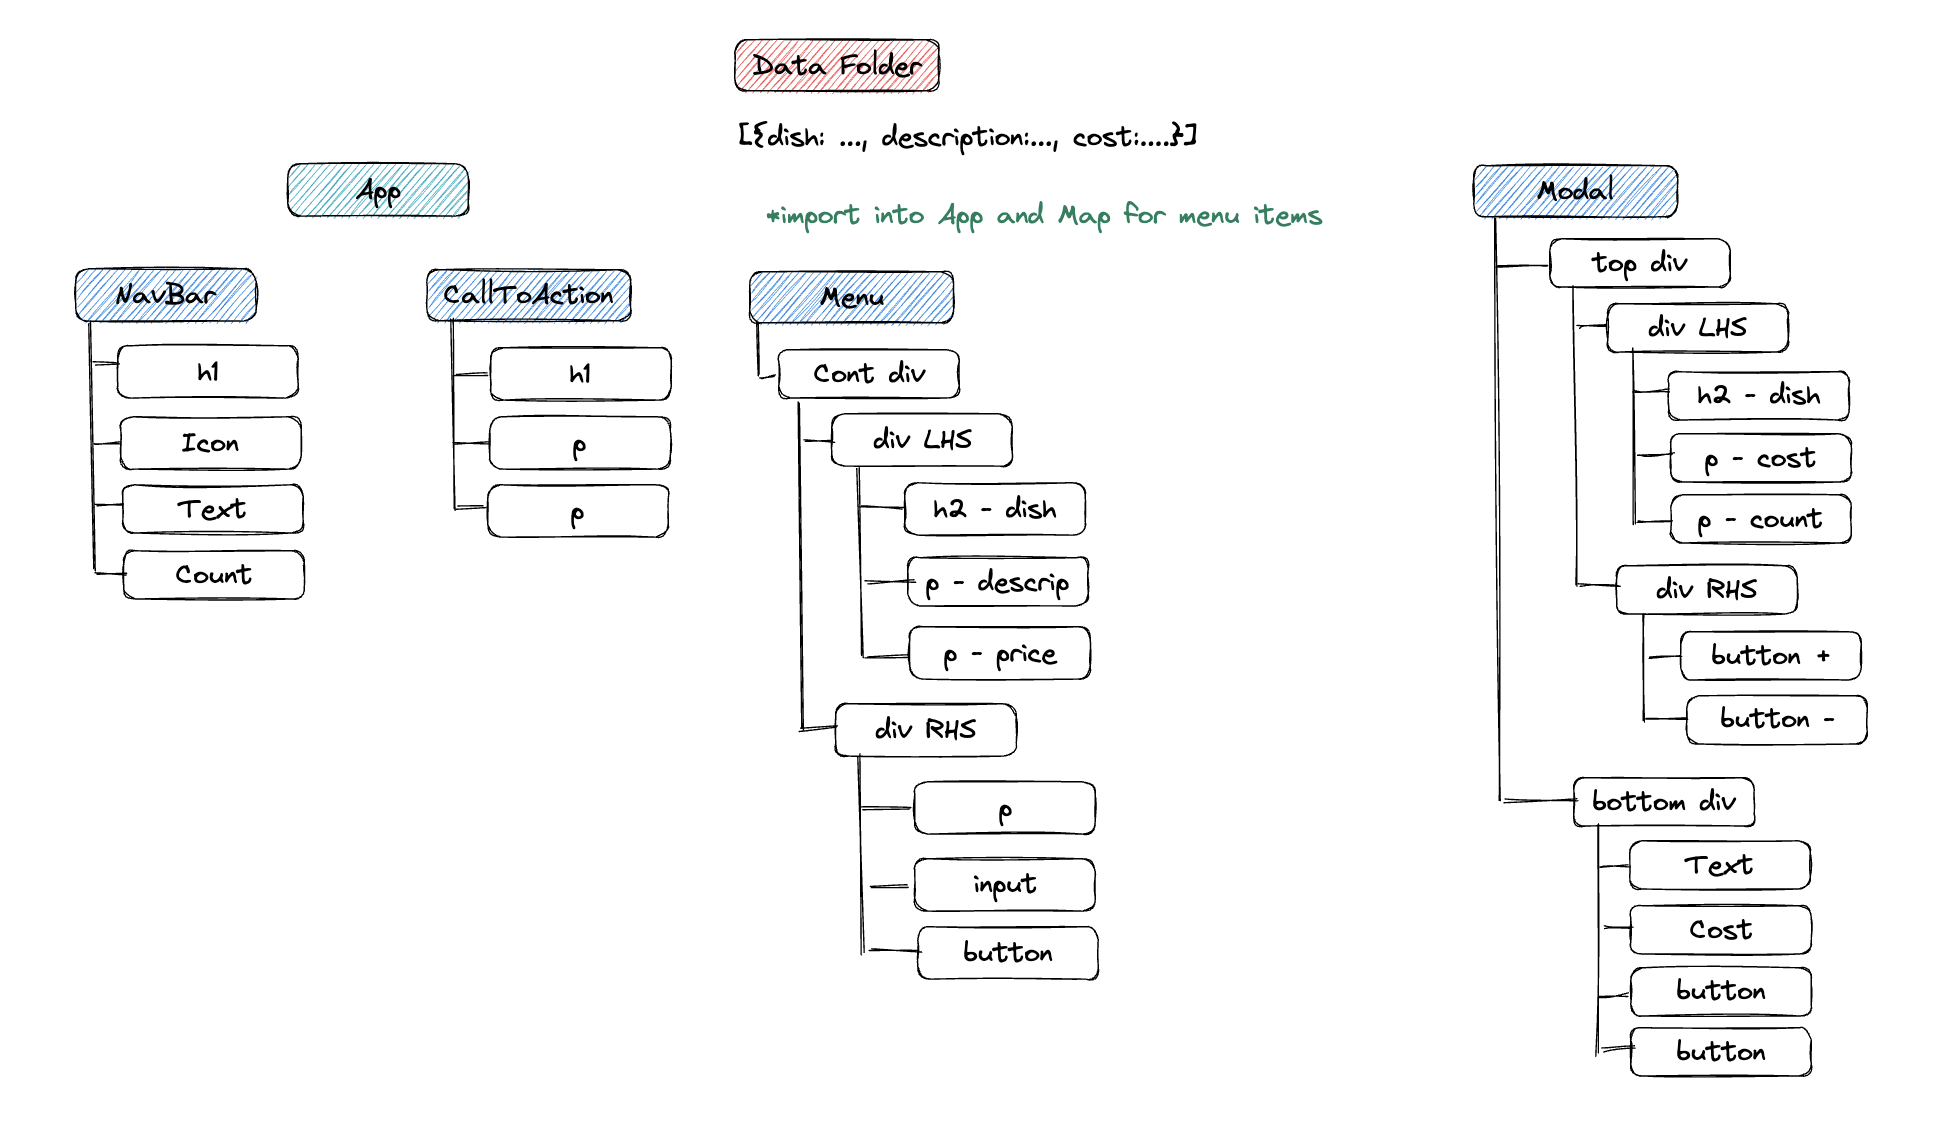 Data Folder
[{dish: ..., description:..., cost:....}]
*import into App and Map for menu items
App
NavBar
h1
Icon
Text
Count
CallToAction
h1
p
p
Menu
Cont div
div LHS
h2 - dish
p - descrip
p - price
div RHS
p
input
button
Modal
top div
div LHS
h2 - dish
p - cost
p - count
div RHS
button +
button -
bottom div
Text
Cost
button
button